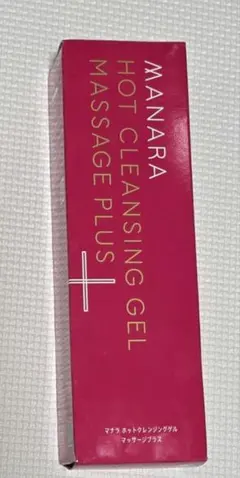 MANARA
HOT CLEANSING GEL
MASSAGE PLUS
マナラ ホットクレンジングゲル
マッサージプラス